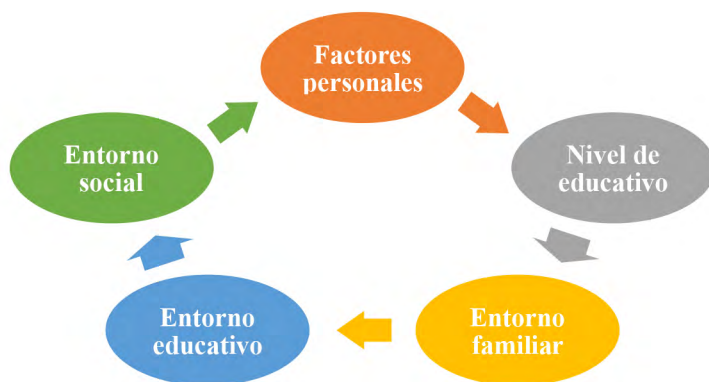 Factores
personales
Nivel de
educativo
Entorno
familiar
Entorno
educativo
Entorno
social